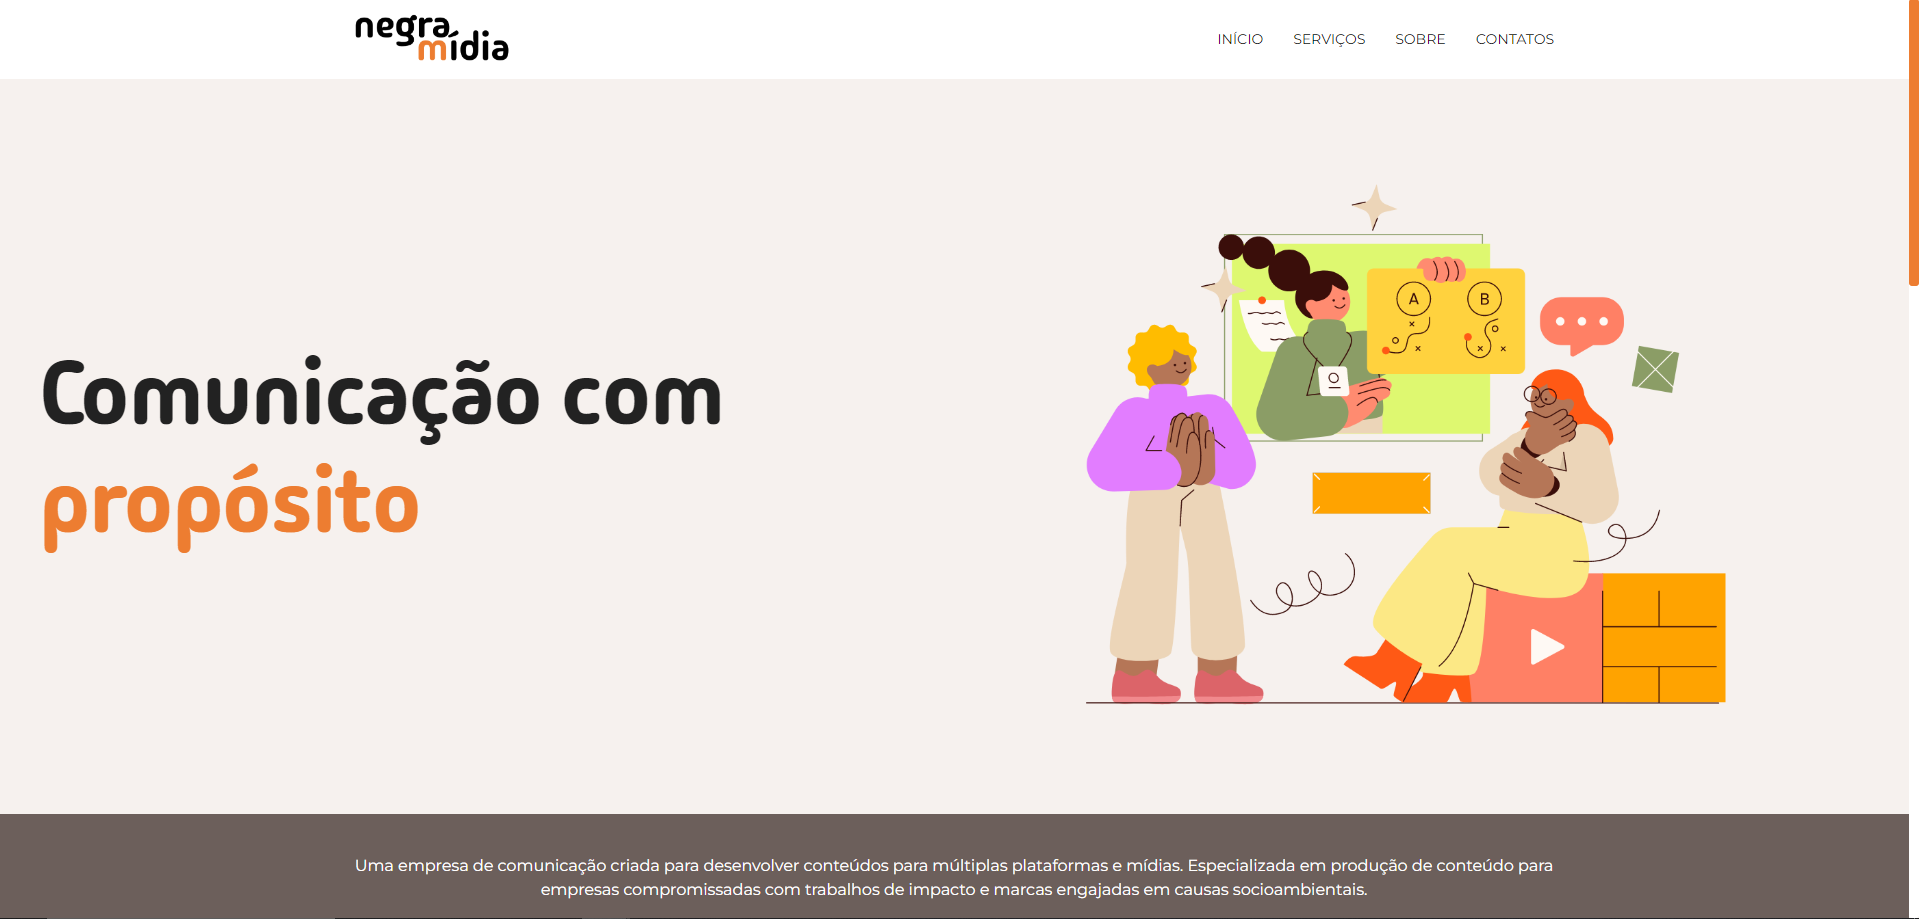 negra
mídia
INÍCIO SERVIÇOS SOBRE CONTATOS
A B
Comunicação com
propósito
Uma empresa de comunicação criada para desenvolver conteúdos para múltiplas plataformas e mídias. Especializada em produção de conteúdo para
empresas compromissadas com trabalhos de impacto e marcas engajadas em causas socioambientais.